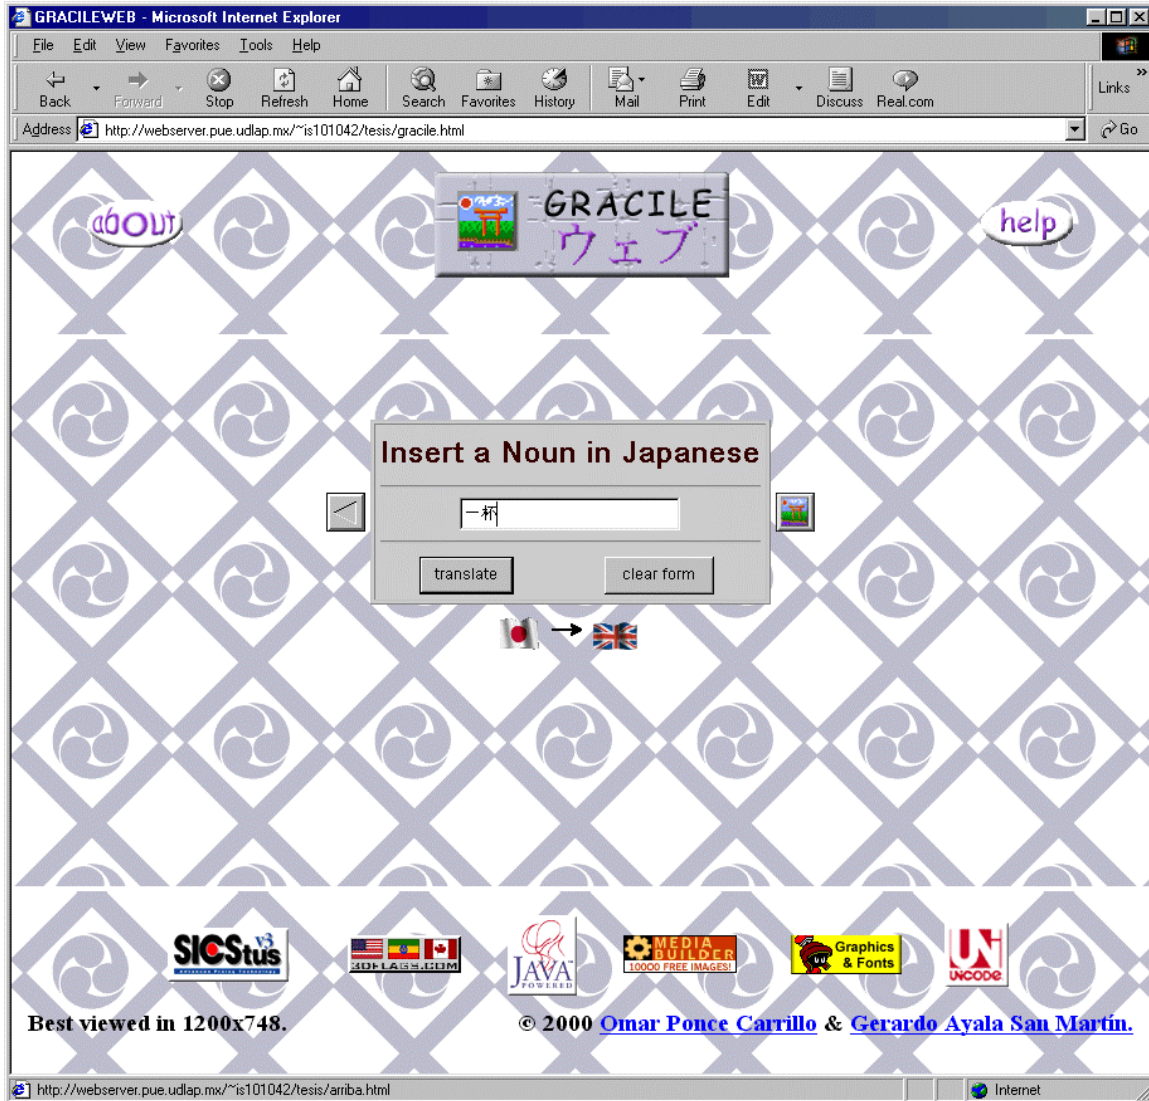 GRACILEWEB - Microsoft Internet Explorer
File Edit View Favorites Tools Help
Back Forward Stop Refresh Home Search Favorites History Mail Print Edit Discuss Real.com Links »
Address http://webserver.pue.udlap.mx/~is101042/tesis/gracile.html Go
about
GRACILE
ウェブ
help
Insert a Noun in Japanese
一杯
translate clear form
SICStus v3
3DFLAGS.COM
JAVA
POWERED
MEDIA
BUILDER
10000 FREE IMAGES!
Graphics
& Fonts
UNICODE
Best viewed in 1200x748. © 2000 Omar Ponce Carrillo & Gerardo Ayala San Martín.
http://webserver.pue.udlap.mx/~is101042/tesis/arriba.html Internet